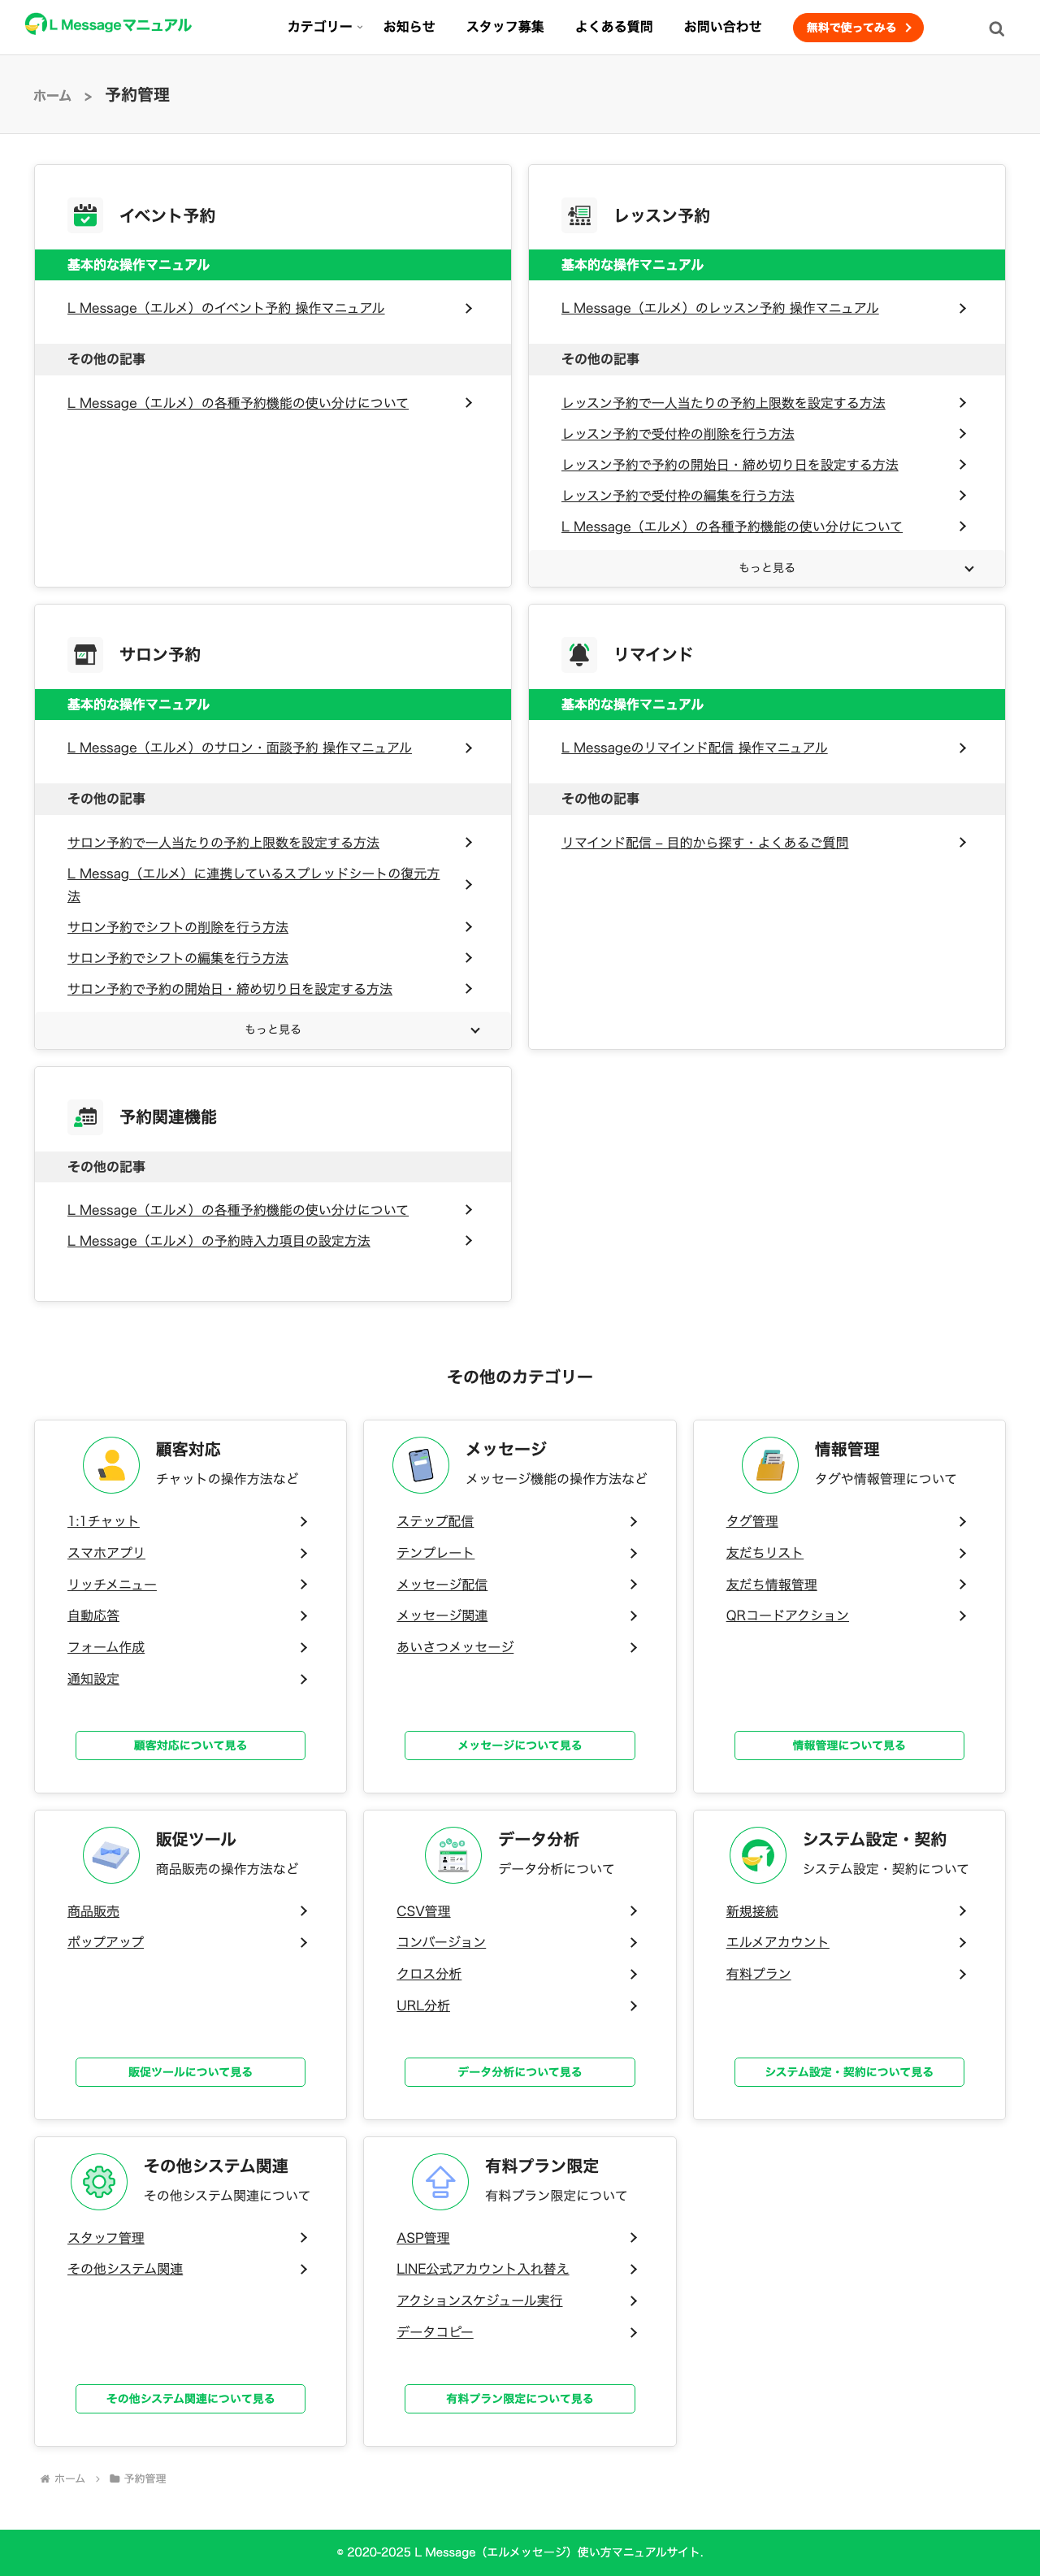 L Messageマニュアル
カテゴリー
お知らせ
スタッフ募集
よくある質問
お問い合わせ
無料で使ってみる
ホーム > 予約管理
イベント予約
基本的な操作マニュアル
L Message（エルメ）のイベント予約 操作マニュアル
その他の記事
L Message（エルメ）の各種予約機能の使い分けについて
レッスン予約
基本的な操作マニュアル
L Message（エルメ）のレッスン予約 操作マニュアル
その他の記事
レッスン予約で一人当たりの予約上限数を設定する方法
レッスン予約で受付枠の削除を行う方法
レッスン予約で予約の開始日・締め切り日を設定する方法
レッスン予約で受付枠の編集を行う方法
L Message（エルメ）の各種予約機能の使い分けについて
もっと見る
サロン予約
基本的な操作マニュアル
L Message（エルメ）のサロン・面談予約 操作マニュアル
その他の記事
サロン予約で一人当たりの予約上限数を設定する方法
L Messag（エルメ）に連携しているスプレッドシートの復元方
法
サロン予約でシフトの削除を行う方法
サロン予約でシフトの編集を行う方法
サロン予約で予約の開始日・締め切り日を設定する方法
もっと見る
リマインド
基本的な操作マニュアル
L Messageのリマインド配信 操作マニュアル
その他の記事
リマインド配信 – 目的から探す・よくあるご質問
予約関連機能
その他の記事
L Message（エルメ）の各種予約機能の使い分けについて
L Message（エルメ）の予約時入力項目の設定方法
その他のカテゴリー
顧客対応
チャットの操作方法など
1:1チャット
スマホアプリ
リッチメニュー
自動応答
フォーム作成
通知設定
顧客対応について見る
メッセージ
メッセージ機能の操作方法など
ステップ配信
テンプレート
メッセージ配信
メッセージ関連
あいさつメッセージ
メッセージについて見る
情報管理
タグや情報管理について
タグ管理
友だちリスト
友だち情報管理
QRコードアクション
情報管理について見る
販促ツール
商品販売の操作方法など
商品販売
ポップアップ
販促ツールについて見る
データ分析
データ分析について
CSV管理
コンバージョン
クロス分析
URL分析
データ分析について見る
システム設定・契約
システム設定・契約について
新規接続
エルメアカウント
有料プラン
システム設定・契約について見る
その他システム関連
その他システム関連について
スタッフ管理
その他システム関連
その他システム関連について見る
有料プラン限定
有料プラン限定について
ASP管理
LINE公式アカウント入れ替え
アクションスケジュール実行
データコピー
有料プラン限定について見る
ホーム > 予約管理
© 2020-2025 L Message（エルメッセージ）使い方マニュアルサイト.